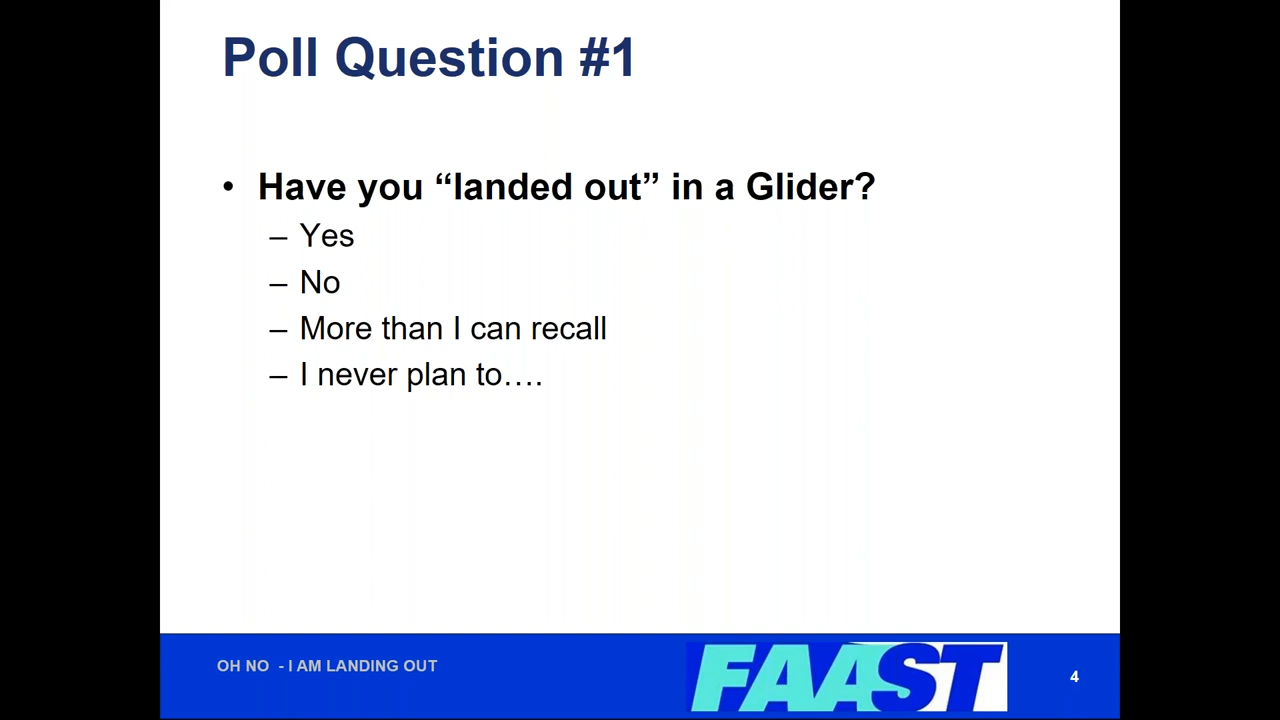 Poll Question #1
• Have you “landed out” in a Glider?
– Yes
– No
– More than I can recall
– I never plan to….
OH NO - I AM LANDING OUT
FAAST
4